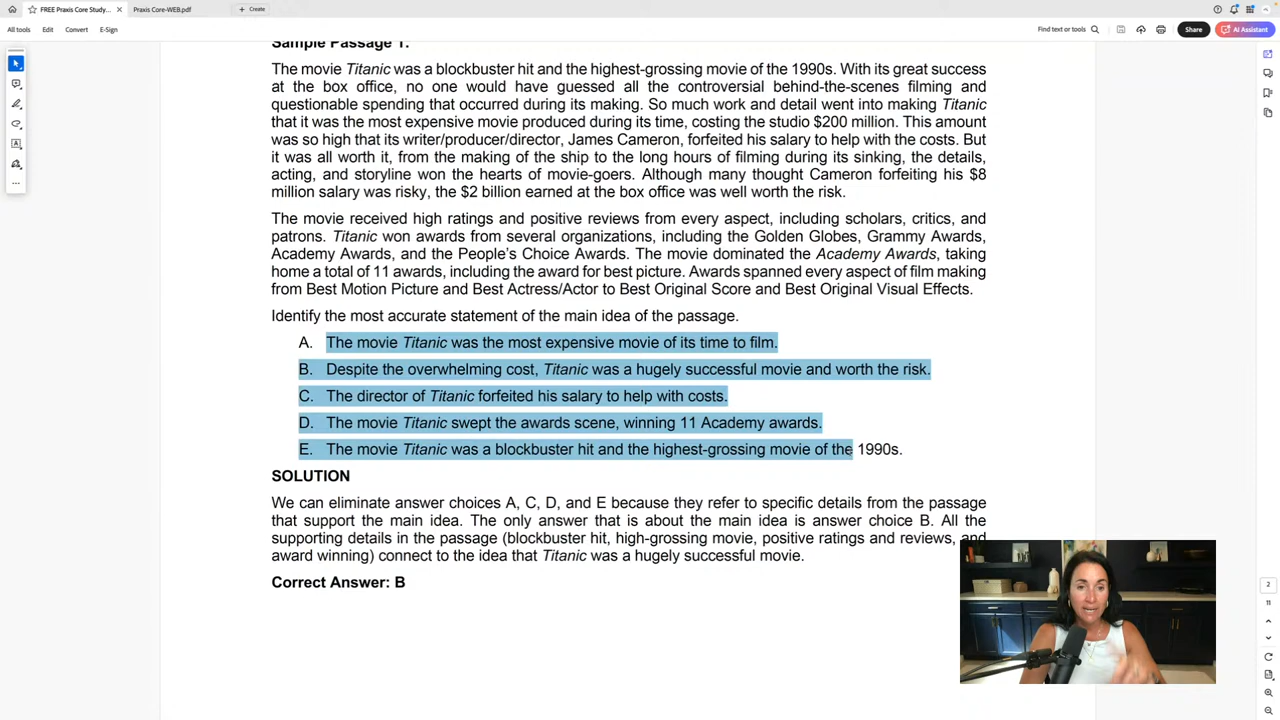 FREE Praxis Core Study... × Praxis Core-WEB.pdf + Create
All tools Edit Convert E-Sign Find text or tools Share AI Assistant
Sample Passage 1:
The movie Titanic was a blockbuster hit and the highest-grossing movie of the 1990s. With its great success
at the box office, no one would have guessed all the controversial behind-the-scenes filming and
questionable spending that occurred during its making. So much work and detail went into making Titanic
that it was the most expensive movie produced during its time, costing the studio $200 million. This amount
was so high that its writer/producer/director, James Cameron, forfeited his salary to help with the costs. But
it was all worth it, from the making of the ship to the long hours of filming during its sinking, the details,
acting, and storyline won the hearts of movie-goers. Although many thought Cameron forfeiting his $8
million salary was risky, the $2 billion earned at the box office was well worth the risk.
The movie received high ratings and positive reviews from every aspect, including scholars, critics, and
patrons. Titanic won awards from several organizations, including the Golden Globes, Grammy Awards,
Academy Awards, and the People's Choice Awards. The movie dominated the Academy Awards, taking
home a total of 11 awards, including the award for best picture. Awards spanned every aspect of film making
from Best Motion Picture and Best Actress/Actor to Best Original Score and Best Original Visual Effects.
Identify the most accurate statement of the main idea of the passage.
A. The movie Titanic was the most expensive movie of its time to film.
B. Despite the overwhelming cost, Titanic was a hugely successful movie and worth the risk.
C. The director of Titanic forfeited his salary to help with costs.
D. The movie Titanic swept the awards scene, winning 11 Academy awards.
E. The movie Titanic was a blockbuster hit and the highest-grossing movie of the 1990s.
SOLUTION
We can eliminate answer choices A, C, D, and E because they refer to specific details from the passage
that support the main idea. The only answer that is about the main idea is answer choice B. All the
supporting details in the passage (blockbuster hit, high-grossing movie, positive ratings and reviews, and
award winning) connect to the idea that Titanic was a hugely successful movie.
Correct Answer: B
2
11